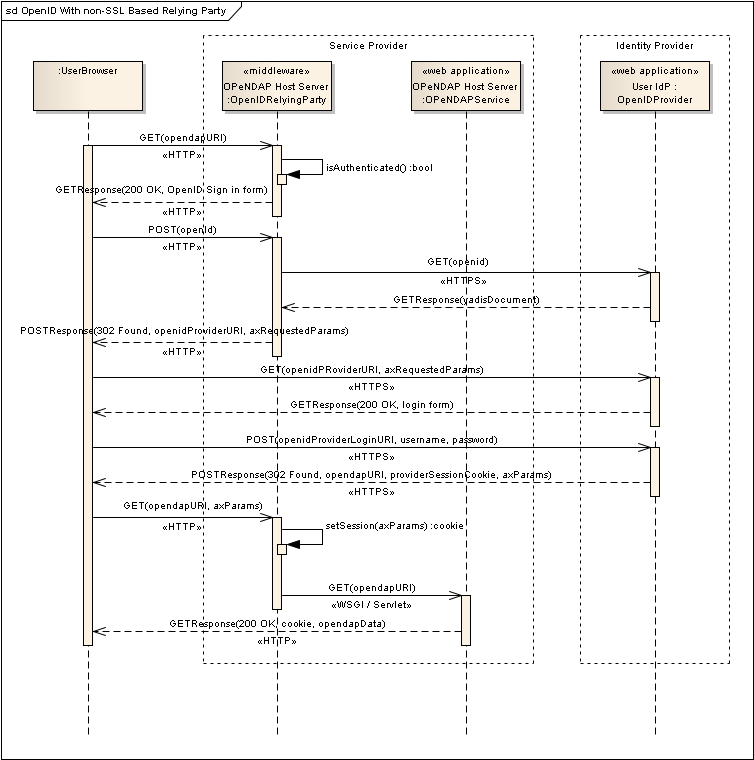 sd OpenID With non-SSL Based Relying Party
Service Provider
Identity Provider
:UserBrowser
«middleware»
OPeNDAP Host Server
:OpenIDRelyingParty
«web application»
OPeNDAP Host Server
:OPeNDAPService
«web application»
User IdP :
OpenIDProvider
GET(opendapURI)
«HTTP»
isAuthenticated() :bool
GETResponse(200 OK, OpenID Sign in form)
«HTTP»
POST(openId)
«HTTP»
GET(openid)
«HTTPS»
GETResponse(yadisDocument)
POSTResponse(302 Found, openidProviderURI, axRequestedParams)
«HTTP»
GET(openidPRoviderURI, axRequestedParams)
«HTTPS»
GETResponse(200 OK, login form)
POST(openidProviderLoginURI, username, password)
«HTTPS»
POSTResponse(302 Found, opendapURI, providerSessionCookie, axParams)
«HTTPS»
GET(opendapURI, axParams)
«HTTP»
setSession(axParams) :cookie
GET(opendapURI)
«WSGI / Servlet»
GETResponse(200 OK, cookie, opendapData)
«HTTP»